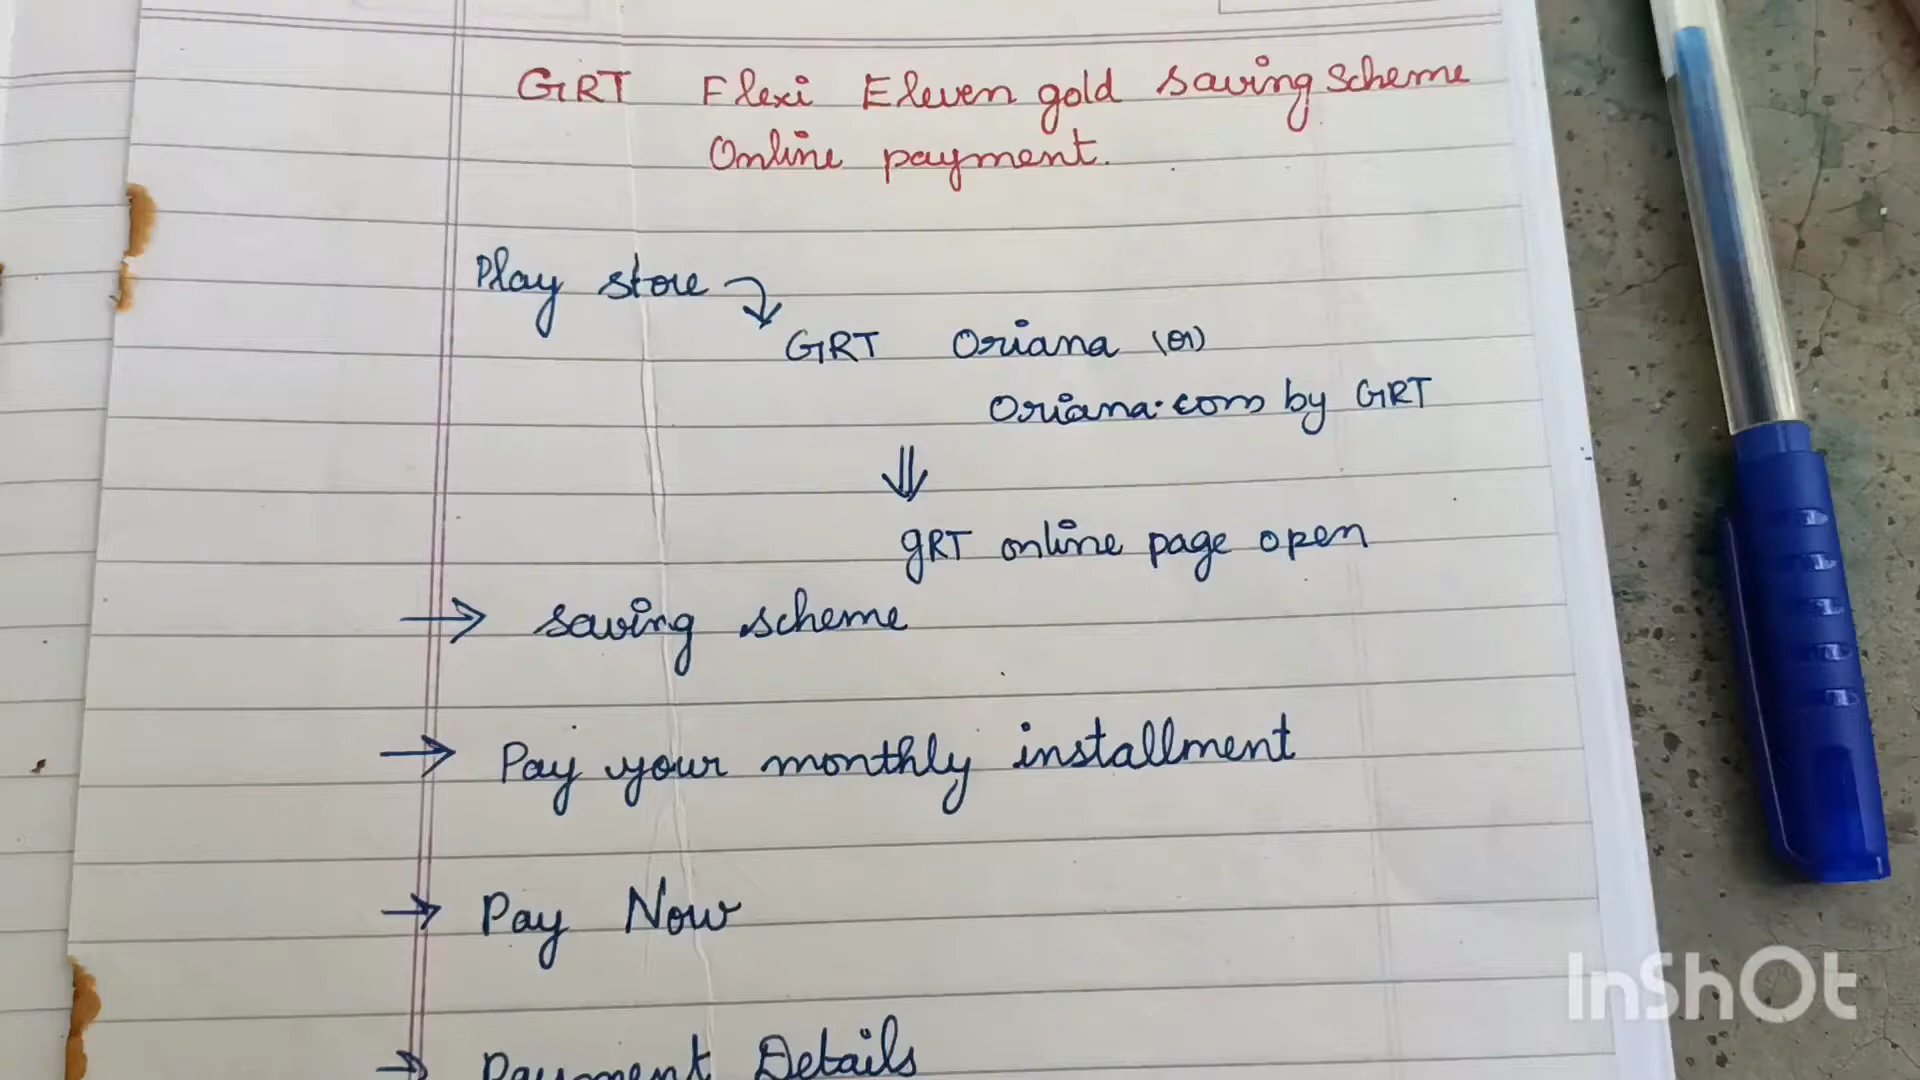 GRT Flexi Eleven gold saving scheme
Online payment.
Play store
GRT Oriana (or)
Oriana.com by GRT
gRT online page open
→ saving scheme
→ Pay your monthly installment
→ Pay Now
→ Payment Details
InShOt